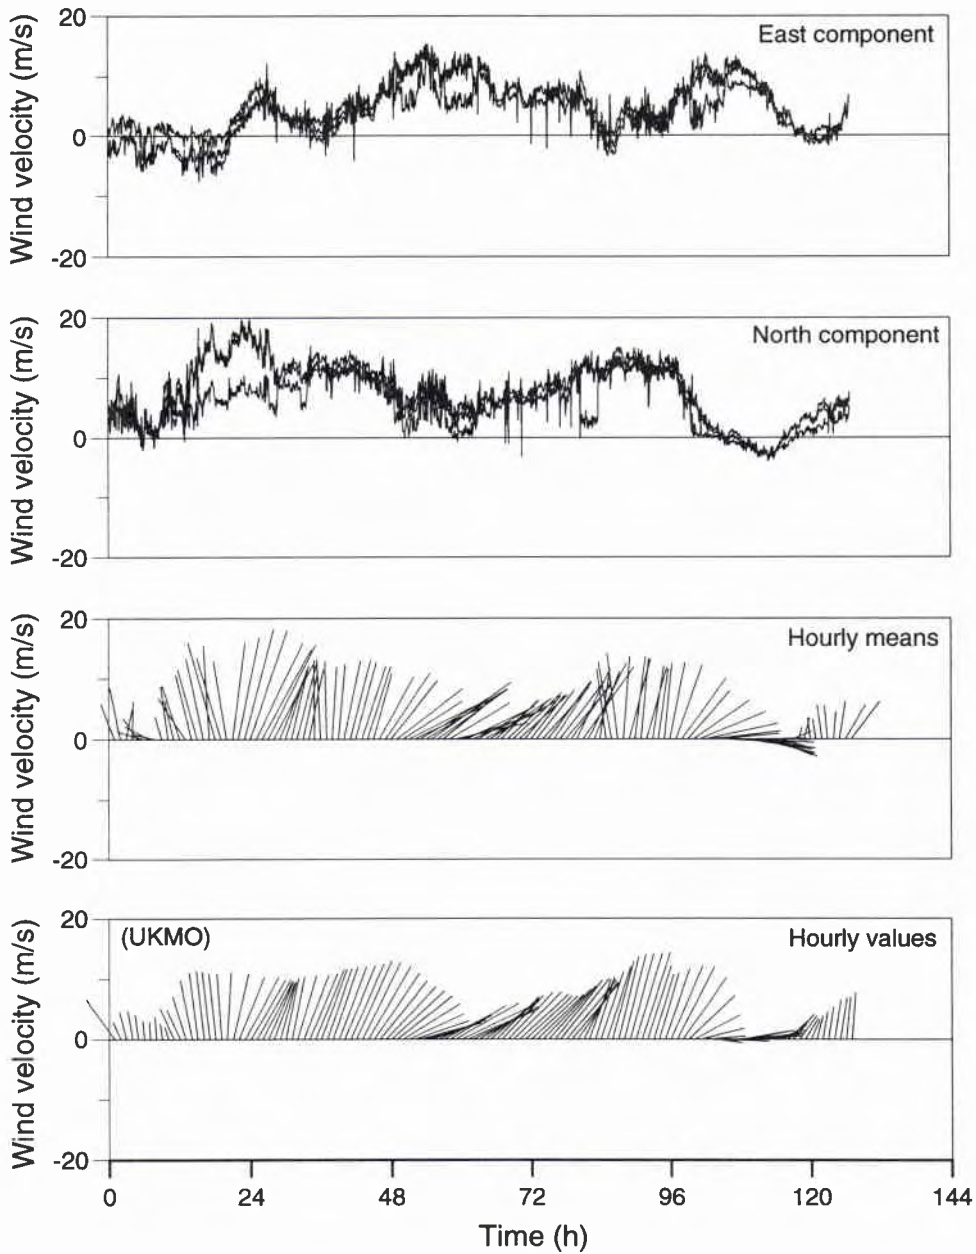 20
Wind velocity (m/s)
East component
0
-20
20
Wind velocity (m/s)
North component
0
-20
20
Wind velocity (m/s)
Hourly means
0
-20
20
Wind velocity (m/s)
(UKMO)
Hourly values
0
-20
0 24 48 72 96 120 144
Time (h)